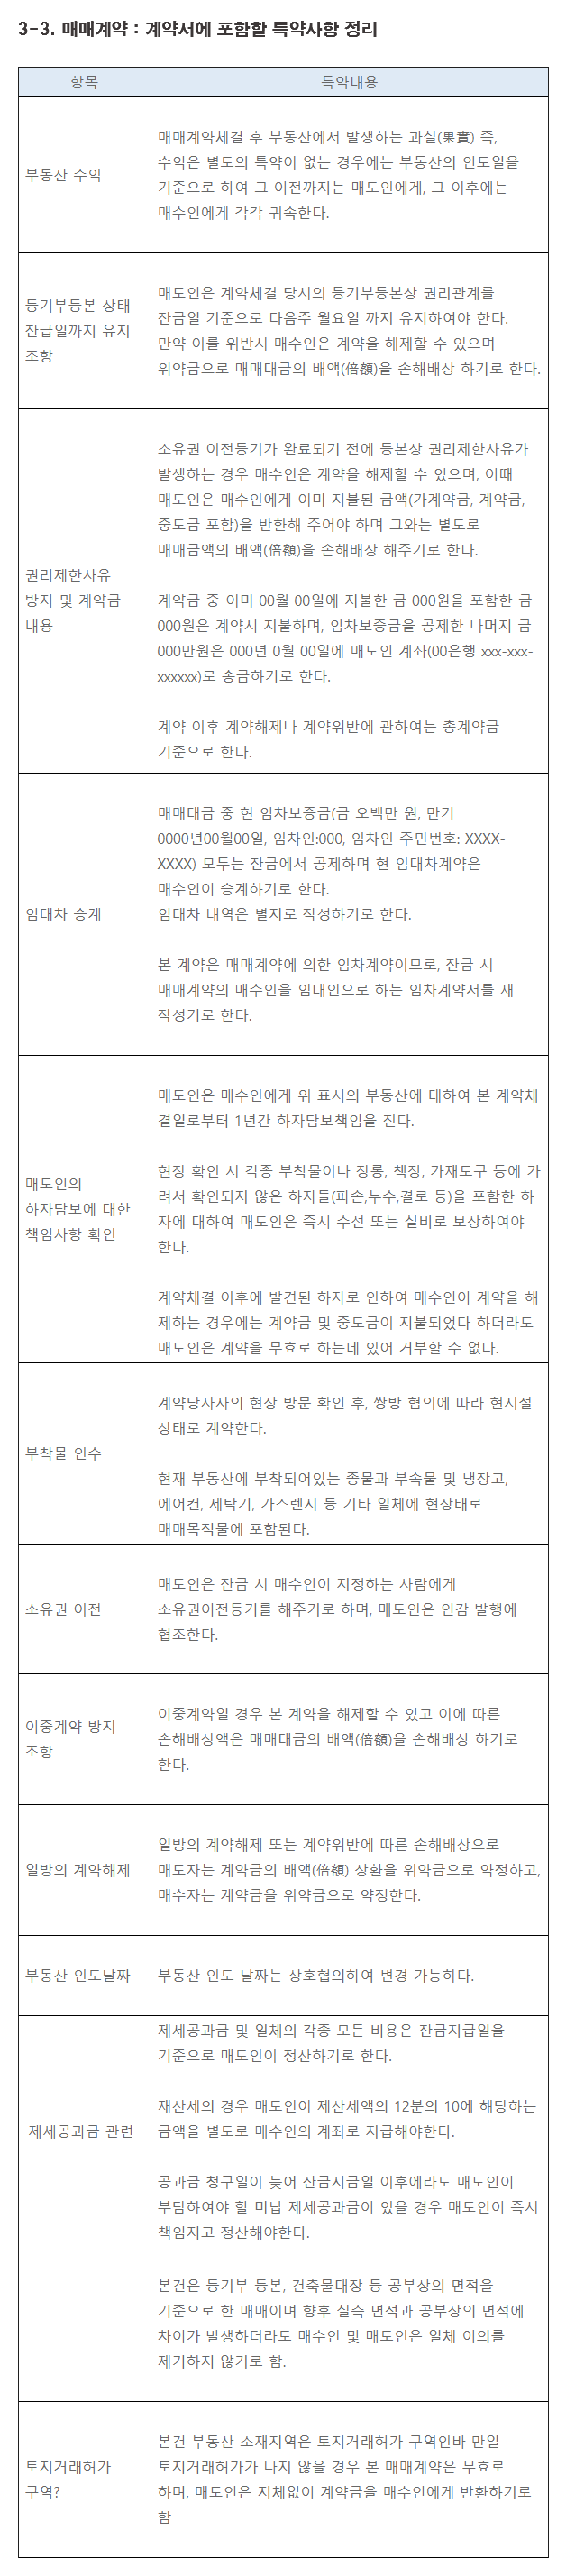 3-3. 매매계약 : 계약서에 포함할 특약사항 정리
항목
특약내용
부동산 수익
매매계약체결 후 부동산에서 발생하는 과실(果實) 즉,
수익은 별도의 특약이 없는 경우에는 부동산의 인도일을
기준으로 하여 그 이전까지는 매도인에게, 그 이후에는
매수인에게 각각 귀속한다.
등기부등본 상태
잔급일까지 유지
조항
매도인은 계약체결 당시의 등기부등본상 권리관계를
잔금일 기준으로 다음주 월요일 까지 유지하여야 한다.
만약 이를 위반시 매수인은 계약을 해제할 수 있으며
위약금으로 매매대금의 배액(倍額)을 손해배상 하기로 한다.
권리제한사유
방지 및 계약금
내용
소유권 이전등기가 완료되기 전에 등본상 권리제한사유가
발생하는 경우 매수인은 계약을 해제할 수 있으며, 이때
매도인은 매수인에게 이미 지불된 금액(가계약금, 계약금,
중도금 포함)을 반환해 주어야 하며 그와는 별도로
매매금액의 배액(倍額)을 손해배상 해주기로 한다.
계약금 중 이미 00월 00일에 지불한 금 000원을 포함한 금
000원은 계약시 지불하며, 임차보증금을 공제한 나머지 금
000만원은 000년 0월 00일에 매도인 계좌(00은행 xxx-xxx-
xxxxxx)로 송금하기로 한다.
계약 이후 계약해제나 계약위반에 관하여는 총계약금
기준으로 한다.
임대차 승계
매매대금 중 현 임차보증금(금 오백만 원, 만기
0000년00월00일, 임차인:000, 임차인 주민번호: XXXX-
XXXX) 모두는 잔금에서 공제하며 현 임대차계약은
매수인이 승계하기로 한다.
임대차 내역은 별지로 작성하기로 한다.
본 계약은 매매계약에 의한 임차계약이므로, 잔금 시
매매계약의 매수인을 임대인으로 하는 임차계약서를 재
작성키로 한다.
매도인의
하자담보에 대한
책임사항 확인
매도인은 매수인에게 위 표시의 부동산에 대하여 본 계약체
결일로부터 1년간 하자담보책임을 진다.
현장 확인 시 각종 부착물이나 장롱, 책장, 가재도구 등에 가
려서 확인되지 않은 하자들(파손,누수,결로 등)을 포함한 하
자에 대하여 매도인은 즉시 수선 또는 실비로 보상하여야
한다.
계약체결 이후에 발견된 하자로 인하여 매수인이 계약을 해
제하는 경우에는 계약금 및 중도금이 지불되었다 하더라도
매도인은 계약을 무효로 하는데 있어 거부할 수 없다.
부착물 인수
계약당사자의 현장 방문 확인 후, 쌍방 협의에 따라 현시설
상태로 계약한다.
현재 부동산에 부착되어있는 종물과 부속물 및 냉장고,
에어컨, 세탁기, 가스렌지 등 기타 일체에 현상태로
매매목적물에 포함된다.
소유권 이전
매도인은 잔금 시 매수인이 지정하는 사람에게
소유권이전등기를 해주기로 하며, 매도인은 인감 발행에
협조한다.
이중계약 방지
조항
이중계약일 경우 본 계약을 해제할 수 있고 이에 따른
손해배상액은 매매대금의 배액(倍額)을 손해배상 하기로
한다.
일방의 계약해제
일방의 계약해제 또는 계약위반에 따른 손해배상으로
매도자는 계약금의 배액(倍額) 상환을 위약금으로 약정하고,
매수자는 계약금을 위약금으로 약정한다.
부동산 인도날짜
부동산 인도 날짜는 상호협의하여 변경 가능하다.
제세공과금 관련
제세공과금 및 일체의 각종 모든 비용은 잔금지급일을
기준으로 매도인이 정산하기로 한다.
재산세의 경우 매도인이 제산세액의 12분의 10에 해당하는
금액을 별도로 매수인의 계좌로 지급해야한다.
공과금 청구일이 늦어 잔금지금일 이후에라도 매도인이
부담하여야 할 미납 제세공과금이 있을 경우 매도인이 즉시
책임지고 정산해야한다.
본건은 등기부 등본, 건축물대장 등 공부상의 면적을
기준으로 한 매매이며 향후 실측 면적과 공부상의 면적에
차이가 발생하더라도 매수인 및 매도인은 일체 이의를
제기하지 않기로 함.
토지거래허가
구역?
본건 부동산 소재지역은 토지거래허가 구역인바 만일
토지거래허가가 나지 않을 경우 본 매매계약은 무효로
하며, 매도인은 지체없이 계약금을 매수인에게 반환하기로
함